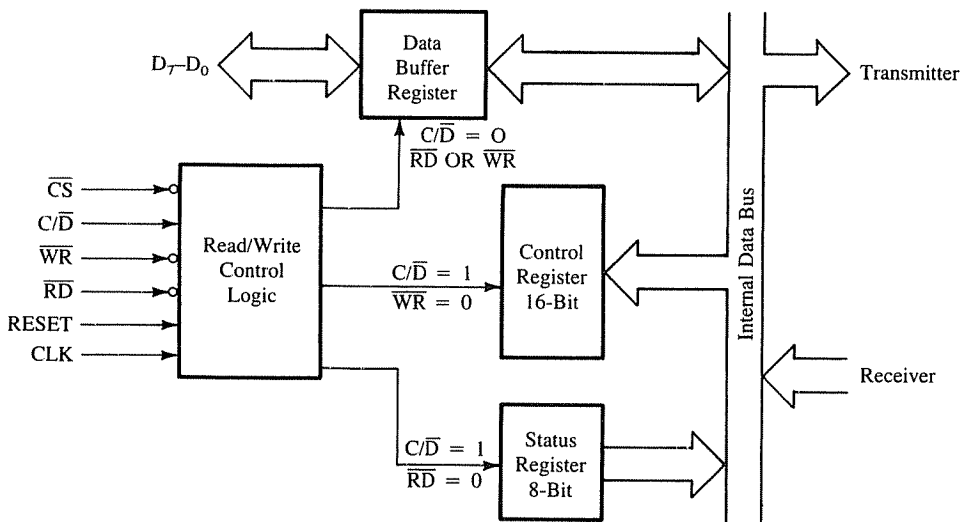 Data
Buffer
Register
D₇–D₀
Transmitter
C/D̅ = 0
R̅D̅ OR W̅R̅
C̅S̅
C/D̅
W̅R̅
R̅D̅
RESET
CLK
Read/Write
Control
Logic
C/D̅ = 1
W̅R̅ = 0
Control
Register
16-Bit
Internal Data Bus
Receiver
C/D̅ = 1
R̅D̅ = 0
Status
Register
8-Bit